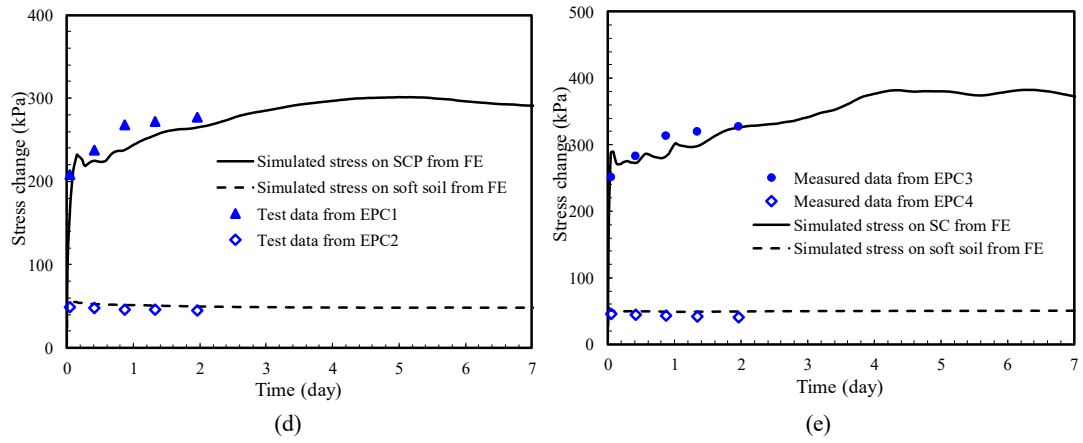 400
300
200
100
0
Stress change (kPa)
Simulated stress on SCP from FE
Simulated stress on soft soil from FE
Test data from EPC1
Test data from EPC2
0 1 2 3 4 5 6 7
Time (day)
(d)
500
400
300
200
100
0
Stress change (kPa)
Measured data from EPC3
Measured data from EPC4
Simulated stress on SC from FE
Simulated stress on soft soil from FE
0 1 2 3 4 5 6 7
Time (day)
(e)